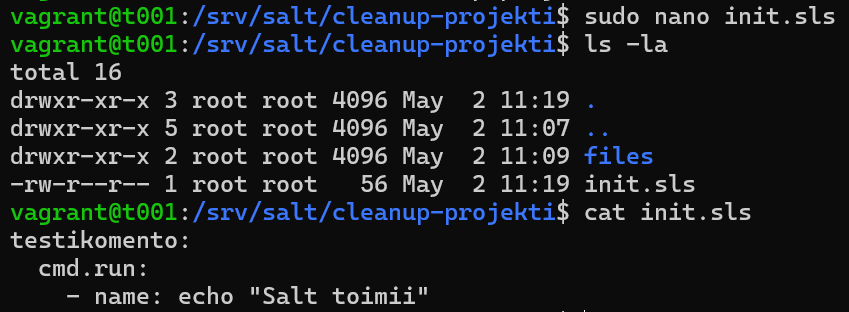 vagrant@t001:/srv/salt/cleanup-projekti$ sudo nano init.sls
vagrant@t001:/srv/salt/cleanup-projekti$ ls -la
total 16
drwxr-xr-x 3 root root 4096 May  2 11:19 .
drwxr-xr-x 5 root root 4096 May  2 11:07 ..
drwxr-xr-x 2 root root 4096 May  2 11:09 files
-rw-r--r-- 1 root root   56 May  2 11:19 init.sls
vagrant@t001:/srv/salt/cleanup-projekti$ cat init.sls
testikomento:
  cmd.run:
    - name: echo "Salt toimii"